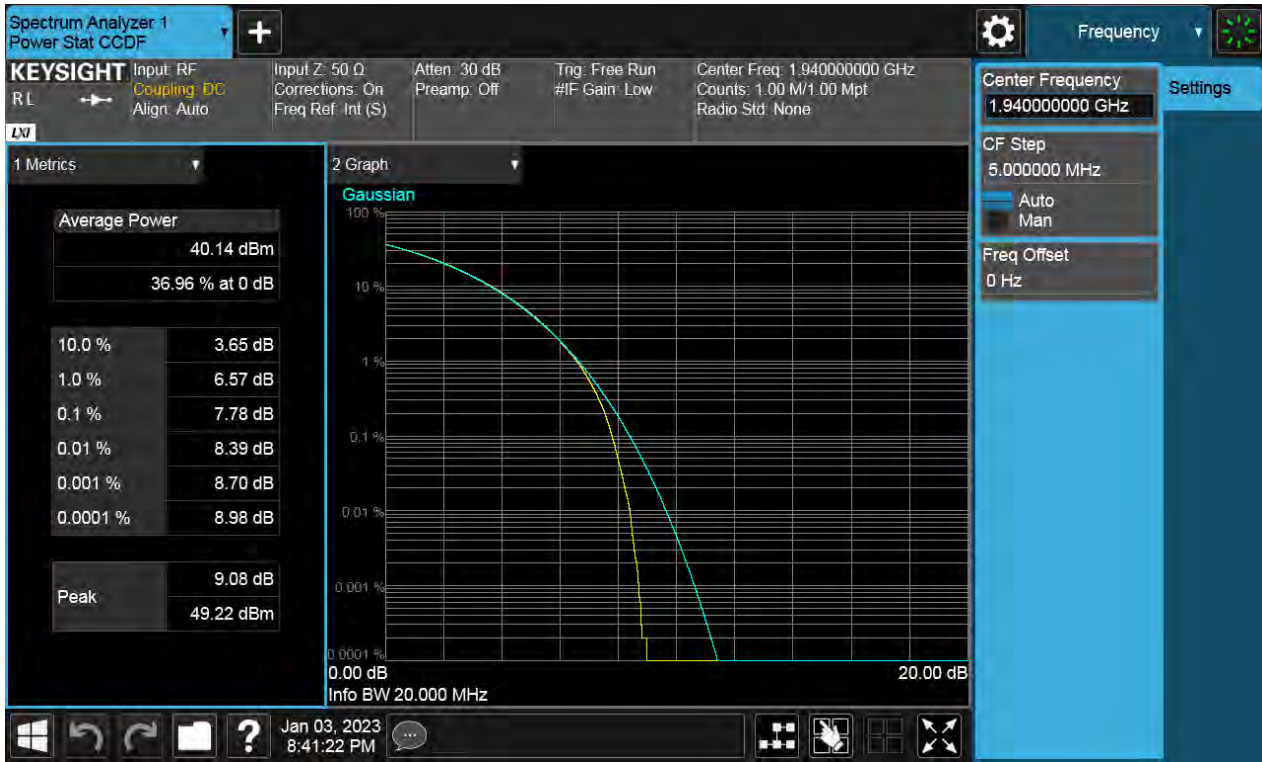 Spectrum Analyzer 1
Power Stat CCDF
Frequency
KEYSIGHT
R L
LXI
Input: RF
Coupling: DC
Align: Auto
Input Z: 50 Ω
Corrections: On
Freq Ref: Int (S)
Atten: 30 dB
Preamp: Off
Trig: Free Run
#IF Gain: Low
Center Freq: 1.940000000 GHz
Counts: 1.00 M/1.00 Mpt
Radio Std: None
Center Frequency
1.940000000 GHz
Settings
CF Step
5.000000 MHz
Auto
Man
Freq Offset
0 Hz
1 Metrics
Average Power
40.14 dBm
36.96 % at 0 dB
10.0 % 3.65 dB
1.0 % 6.57 dB
0.1 % 7.78 dB
0.01 % 8.39 dB
0.001 % 8.70 dB
0.0001 % 8.98 dB
Peak
9.08 dB
49.22 dBm
2 Graph
Gaussian
100 %
10 %
1 %
0.1 %
0.01 %
0.001 %
0.0001 %
0.00 dB 20.00 dB
Info BW 20.000 MHz
?
Jan 03, 2023
8:41:22 PM